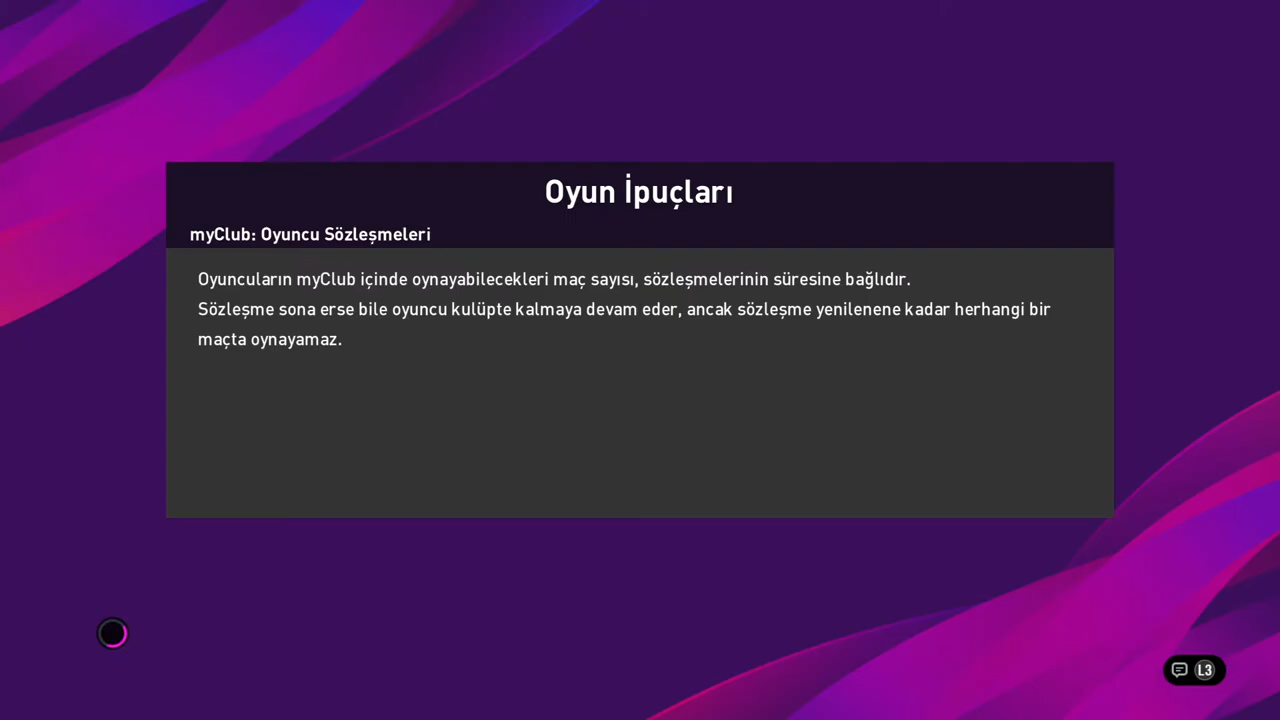 Oyun İpuçları
myClub: Oyuncu Sözleşmeleri
Oyuncuların myClub içinde oynayabilecekleri maç sayısı, sözleşmelerinin süresine bağlıdır.
Sözleşme sona erse bile oyuncu kulüpte kalmaya devam eder, ancak sözleşme yenilenene kadar herhangi bir
maçta oynayamaz.
L3